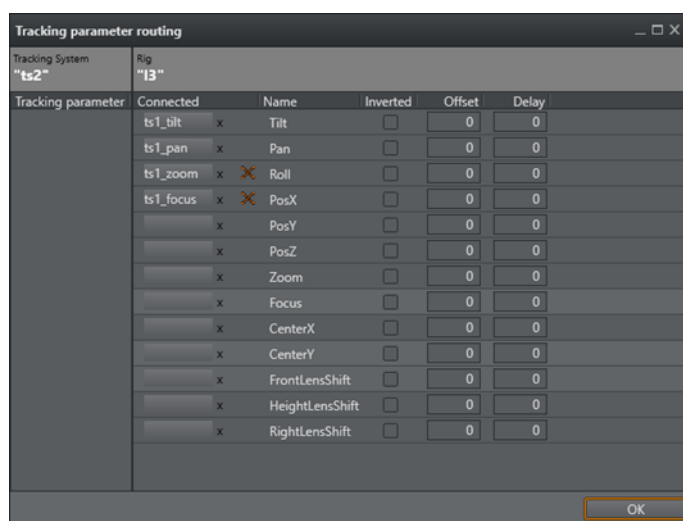 Tracking parameter routing
Tracking System Rig
"ts2" "l3"
Tracking parameter Connected Name Inverted Offset Delay
ts1_tilt x Tilt 0 0
ts1_pan x Pan 0 0
ts1_zoom x Roll 0 0
ts1_focus x PosX 0 0
x PosY 0 0
x PosZ 0 0
x Zoom 0 0
x Focus 0 0
x CenterX 0 0
x CenterY 0 0
x FrontLensShift 0 0
x HeightLensShift 0 0
x RightLensShift 0 0
OK